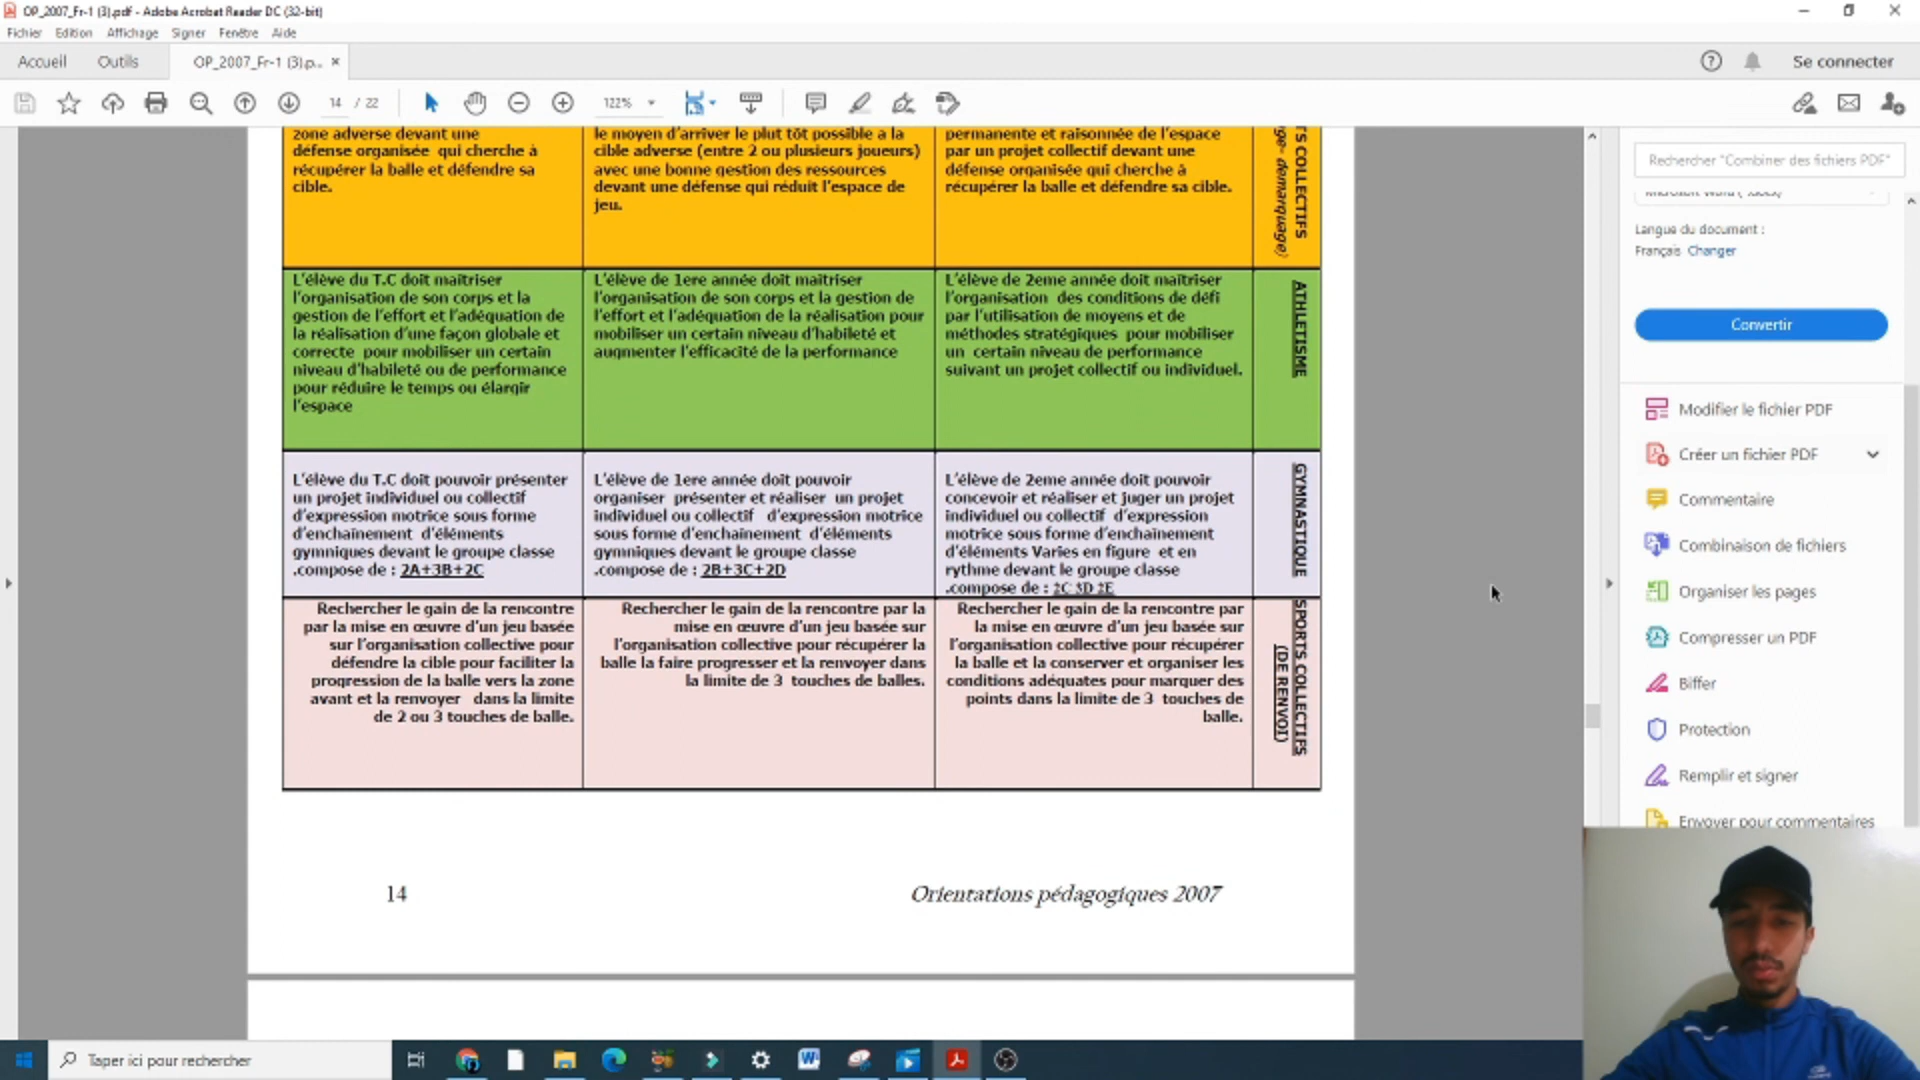 OP_2007_Fr-1 (3).pdf - Adobe Acrobat Reader DC (32-bit)
Fichier Edition Affichage Signer Fenêtre Aide
Accueil Outils OP_2007_Fr-1 (3).p... × Se connecter
14 / 22 122%
zone adverse devant une
défense organisée qui cherche à
récupérer la balle et défendre sa
cible.
le moyen d'arriver le plut tôt possible a la
cible adverse (entre 2 ou plusieurs joueurs)
avec une bonne gestion des ressources
devant une défense qui réduit l'espace de
jeu.
permanente et raisonnée de l'espace
par un projet collectif devant une
défense organisée qui cherche à
récupérer la balle et défendre sa cible.
TS COLLECTIFS
ge- demarquage)
L'élève du T.C doit maîtriser
l'organisation de son corps et la
gestion de l'effort et l'adéquation de
la réalisation d'une façon globale et
correcte pour mobiliser un certain
niveau d'habileté ou de performance
pour réduire le temps ou élargir
l'espace
L'élève de 1ere année doit maîtriser
l'organisation de son corps et la gestion de
l'effort et l'adéquation de la réalisation pour
mobiliser un certain niveau d'habileté et
augmenter l'efficacité de la performance
L'élève de 2eme année doit maîtriser
l'organisation des conditions de défi
par l'utilisation de moyens et de
méthodes stratégiques pour mobiliser
un certain niveau de performance
suivant un projet collectif ou individuel.
ATHLETISME
L'élève du T.C doit pouvoir présenter
un projet individuel ou collectif
d'expression motrice sous forme
d'enchaînement d'éléments
gymniques devant le groupe classe
.compose de : 2A+3B+2C
L'élève de 1ere année doit pouvoir
organiser présenter et réaliser un projet
individuel ou collectif d'expression motrice
sous forme d'enchaînement d'éléments
gymniques devant le groupe classe
.compose de : 2B+3C+2D
L'élève de 2eme année doit pouvoir
concevoir et réaliser et juger un projet
individuel ou collectif d'expression
motrice sous forme d'enchaînement
d'éléments Varies en figure et en
rythme devant le groupe classe
.compose de : 2C 3D 2E
GYMNASTIQUE
Rechercher le gain de la rencontre
par la mise en œuvre d'un jeu basée
sur l'organisation collective pour
défendre la cible pour faciliter la
progression de la balle vers la zone
avant et la renvoyer dans la limite
de 2 ou 3 touches de balle.
Rechercher le gain de la rencontre par la
mise en œuvre d'un jeu basée sur
l'organisation collective pour récupérer la
balle la faire progresser et la renvoyer dans
la limite de 3 touches de balles.
Rechercher le gain de la rencontre par
la mise en œuvre d'un jeu basée sur
l'organisation collective pour récupérer
la balle et la conserver et organiser les
conditions adéquates pour marquer des
points dans la limite de 3 touches de
balle.
SPORTS COLLECTIFS
(DE RENVOI)
14 Orientations pédagogiques 2007
Rechercher "Combiner des fichiers PDF"
Langue du document :
Français Changer
Convertir
Modifier le fichier PDF
Créer un fichier PDF
Commentaire
Combinaison de fichiers
Organiser les pages
Compresser un PDF
Biffer
Protection
Remplir et signer
Envoyer pour commentaires
Taper ici pour rechercher